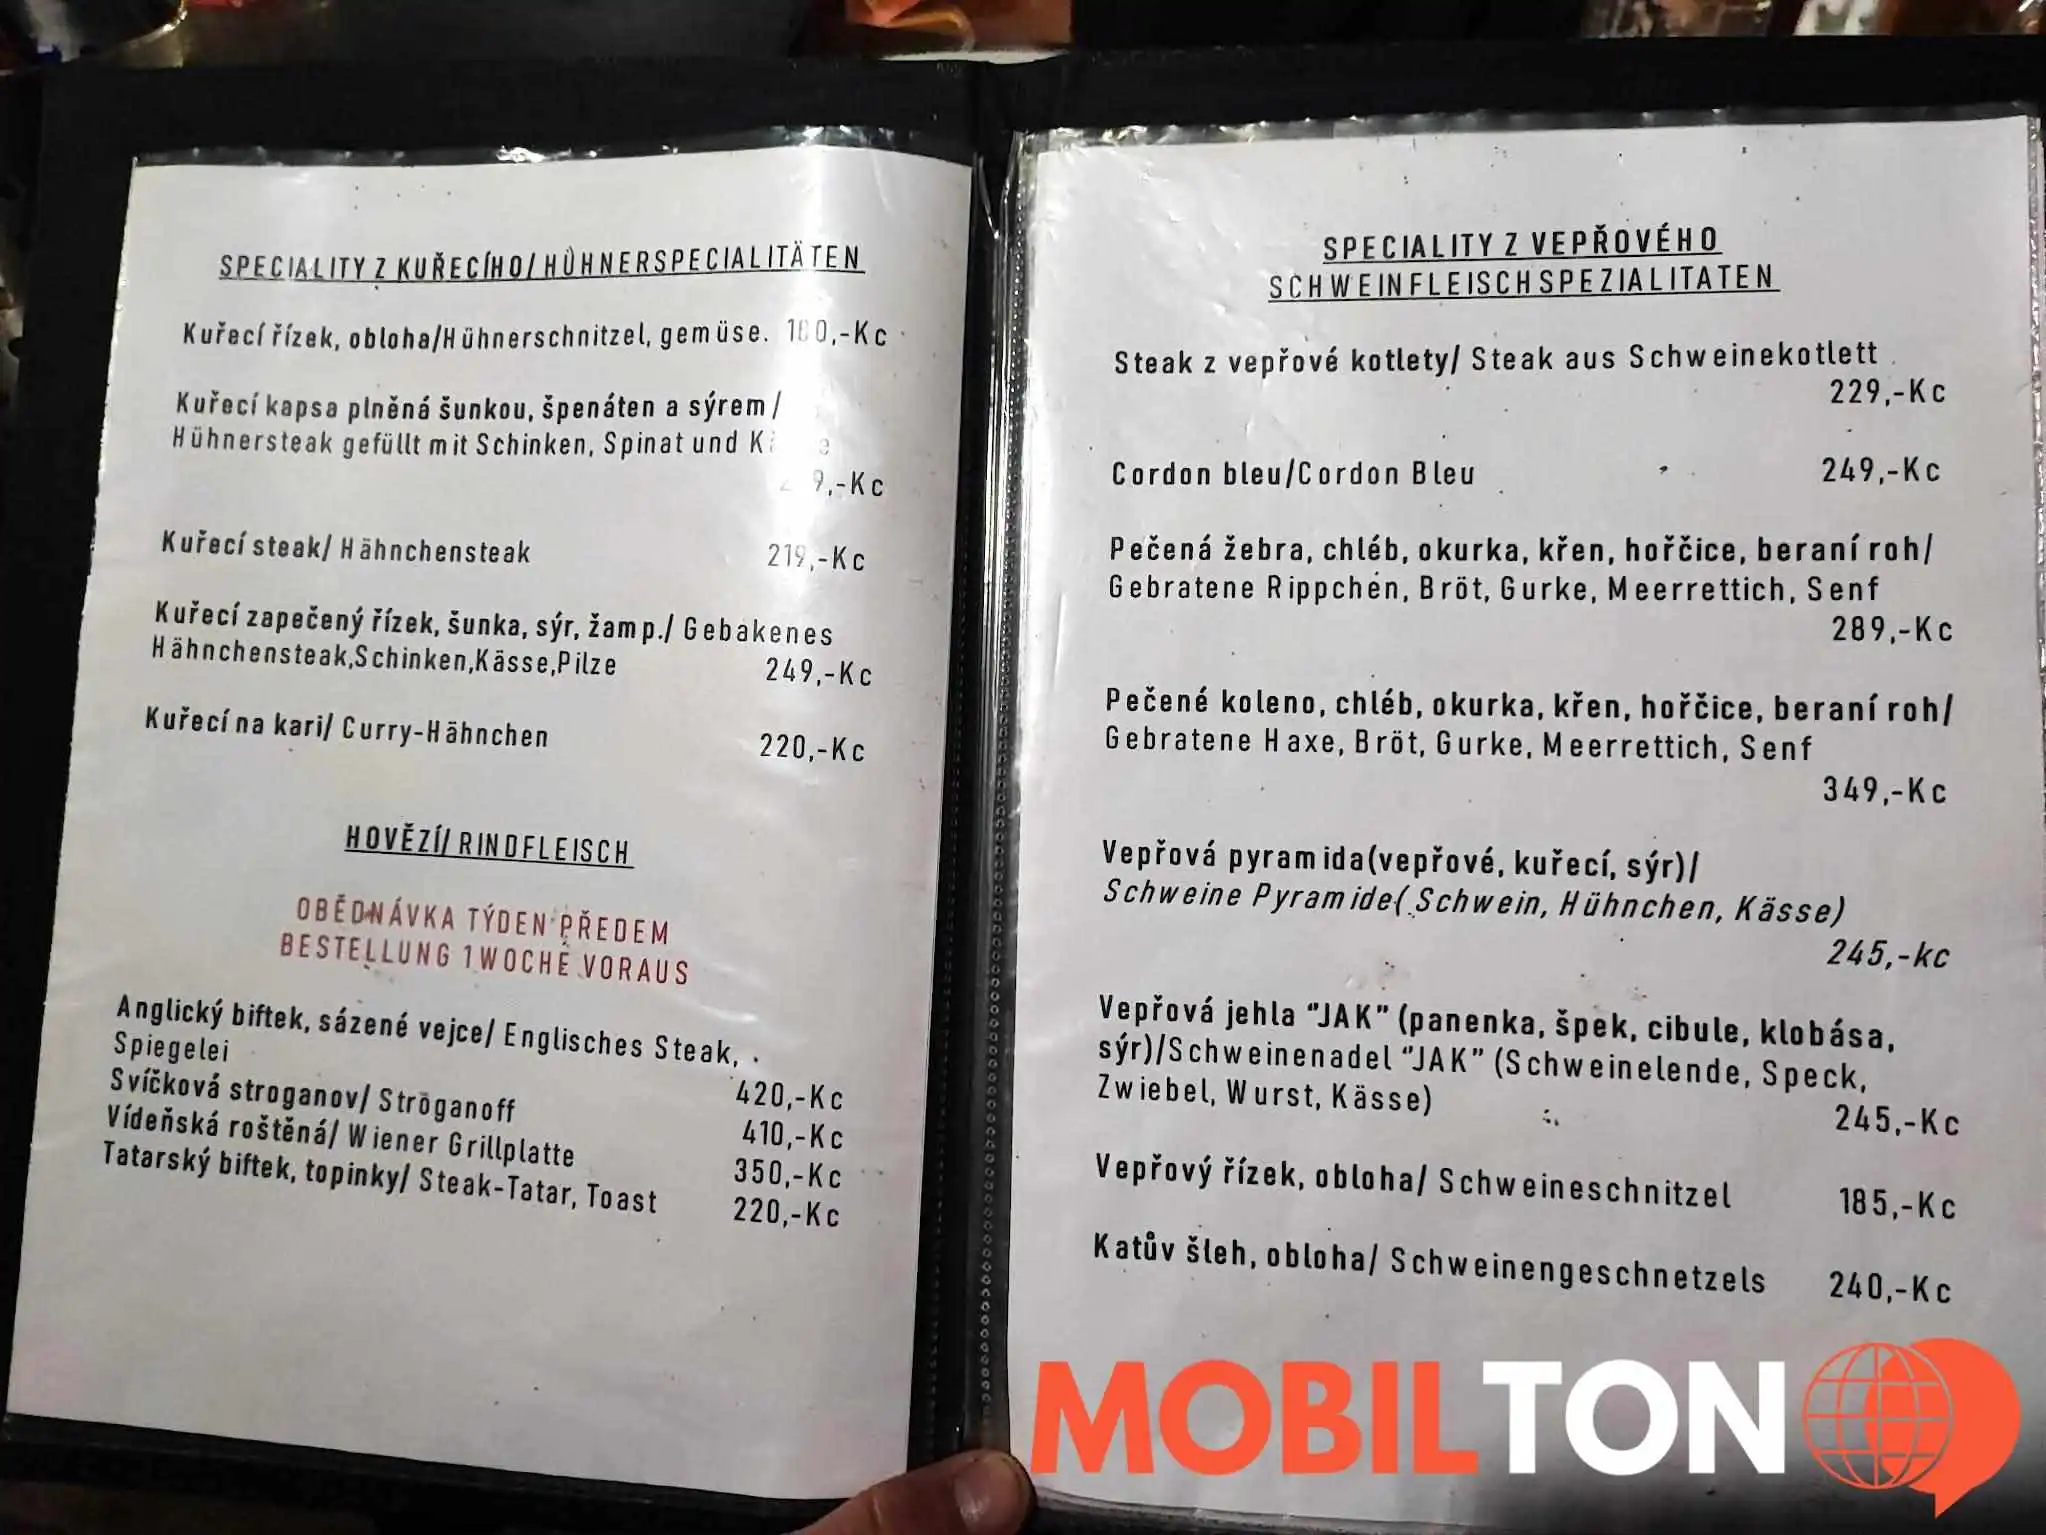 SPECIALITY Z KUŘECÍHO/HÜHNERSPECIALITÄTEN
Kuřecí řízek, obloha/Hühnerschnitzel, gemüse. ,-Kc
Kuřecí kapsa plněná šunkou, špenáten a sýrem/
Hühnersteak gefüllt mit Schinken, Spinat und
,-Kc
Kuřecí steak/ Hähnchensteak 219,-Kc
Kuřecí zapečený řízek, šunka, sýr, žamp./ Gebakenes
Hähnchensteak,Schinken,Kässe,Pilze 249,-Kc
Kuřecí na kari/ Curry-Hähnchen 220,-Kc
HOVĚZÍ/ RINDFLEISCH
OBĚDNÁVKA TÝDEN PŘEDEM
BESTELLUNG 1 WOCHE VORAUS
Anglický biftek, sázené vejce/ Englisches Steak,
Spiegelei 420,-Kc
Svíčková stroganov/ Ströganoff 410,-Kc
Vídeňská roštěná/ Wiener Grillplatte 350,-Kc
Tatarský biftek, topinky/ Steak-Tatar, Toast 220,-Kc
SPECIALITY Z VEPŘOVÉHO
SCHWEINFLEISCHSPEZIALITATEN
Steak z vepřové kotlety/ Steak aus Schweinekotlett
229,-Kc
Cordon bleu/Cordon Bleu 249,-Kc
Pečená žebra, chléb, okurka, křen, hořčice, beraní roh/
Gebratene Rippchen, Bröt, Gurke, Meerrettich, Senf
289,-Kc
Pečené koleno, chléb, okurka, křen, hořčice, beraní roh/
Gebratene Haxe, Bröt, Gurke, Meerrettich, Senf
349,-Kc
Vepřová pyramida(vepřové, kuřecí, sýr)/
Schweine Pyramide( Schwein, Hühnchen, Kässe)
245,-kc
Vepřová jehla "JAK" (panenka, špek, cibule, klobása,
sýr)/Schweinenadel "JAK" (Schweinelende, Speck,
Zwiebel, Wurst, Kässe)
245,-Kc
Vepřový řízek, obloha/ Schweineschnitzel 185,-Kc
Katův šleh, obloha/ Schweinengeschnetzels 240,-Kc
MOBILTON